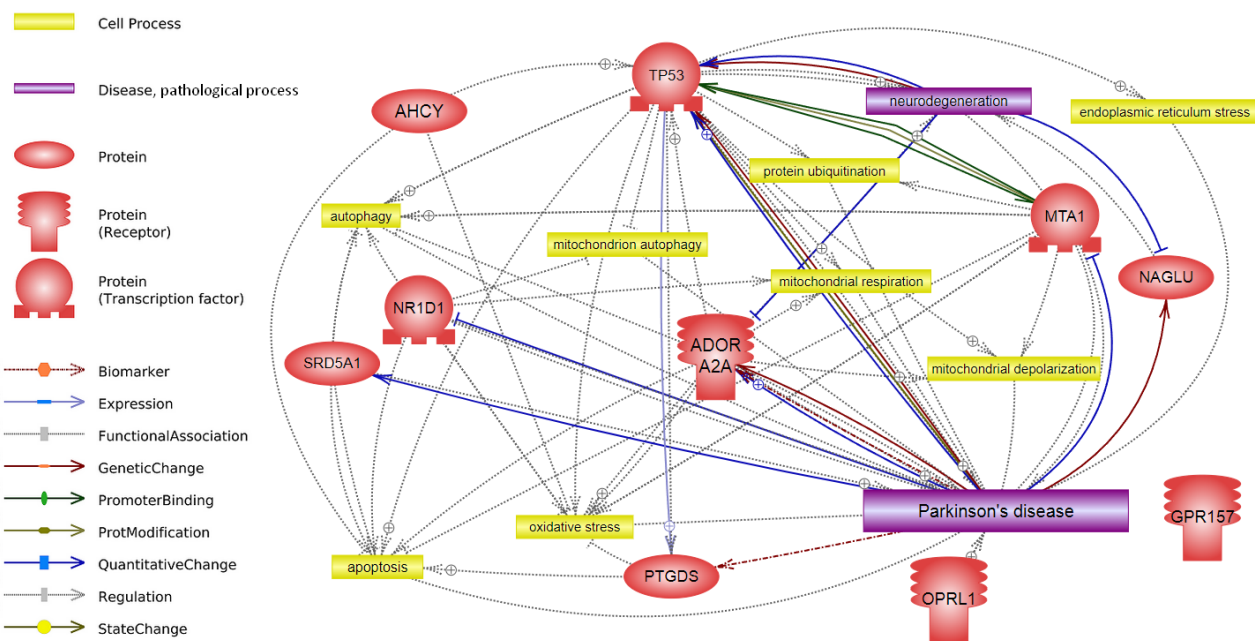 Cell Process
Disease, pathological process
Protein
Protein
(Receptor)
Protein
(Transcription factor)
Biomarker
Expression
FunctionalAssociation
GeneticChange
PromoterBinding
ProtModification
QuantitativeChange
Regulation
StateChange
TP53
AHCY
neurodegeneration
endoplasmic reticulum stress
protein ubiquitination
autophagy
MTA1
mitochondrion autophagy
NAGLU
mitochondrial respiration
NR1D1
ADOR
A2A
SRD5A1
mitochondrial depolarization
Parkinson's disease
GPR157
oxidative stress
apoptosis
PTGDS
OPRL1